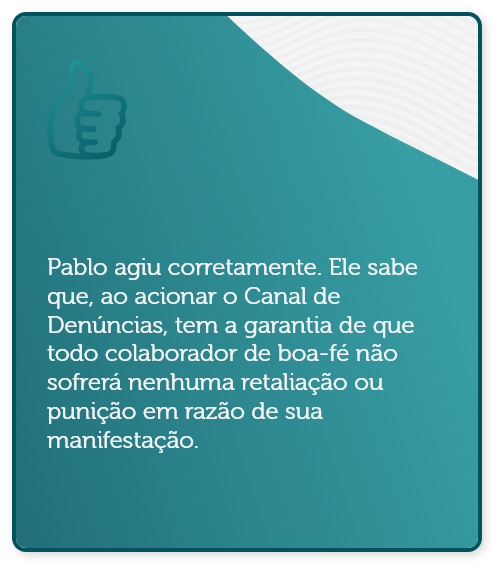 Pablo agiu corretamente. Ele sabe
que, ao acionar o Canal de
Denúncias, tem a garantia de que
todo colaborador de boa-fé não
sofrerá nenhuma retaliação ou
punição em razão de sua
manifestação.